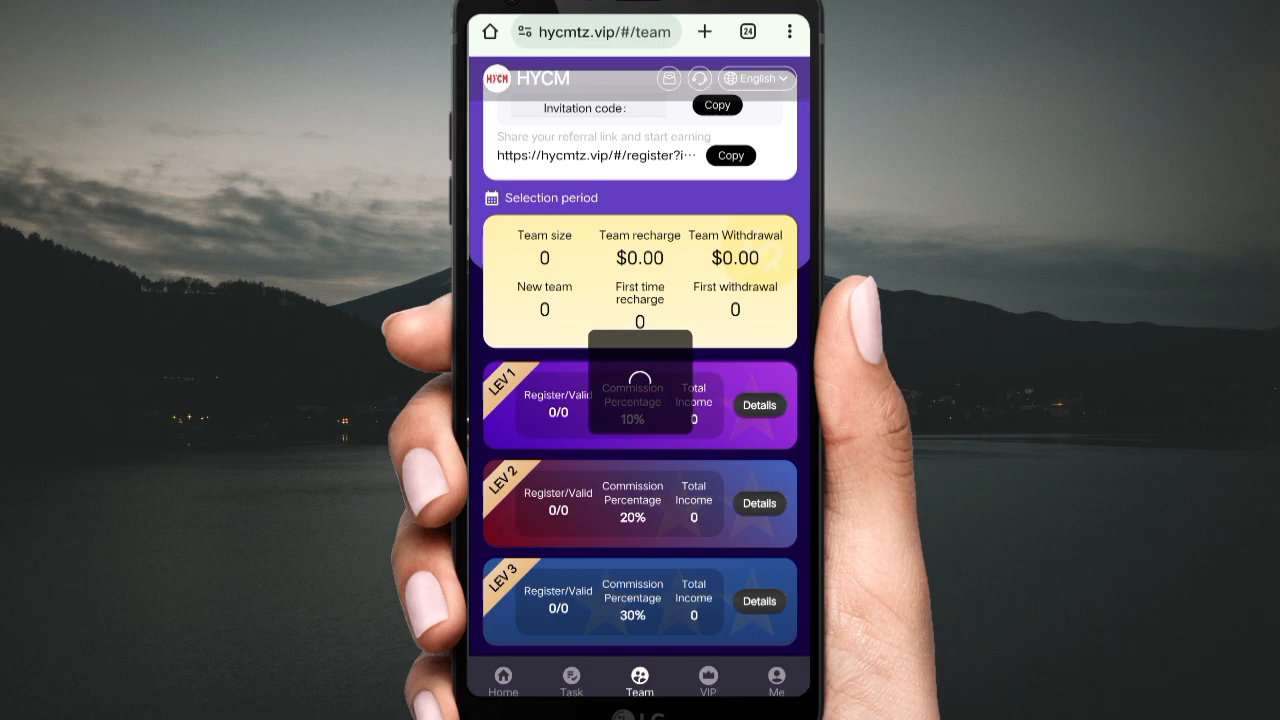 hycmtz.vip/#/team
24
HYCM HYCM English
Invitation code: Copy
Share your referral link and start earning
https://hycmtz.vip/#/register?i··· Copy
Selection period
Team size Team recharge Team Withdrawal
0 $0.00 $0.00
New team First time recharge First withdrawal
0 0 0
LEV 1
Register/Valid Commission Percentage Total Income Details
0/0 10% 0
LEV 2
Register/Valid Commission Percentage Total Income Details
0/0 20% 0
LEV 3
Register/Valid Commission Percentage Total Income Details
0/0 30% 0
Home Task Team VIP Me
LG